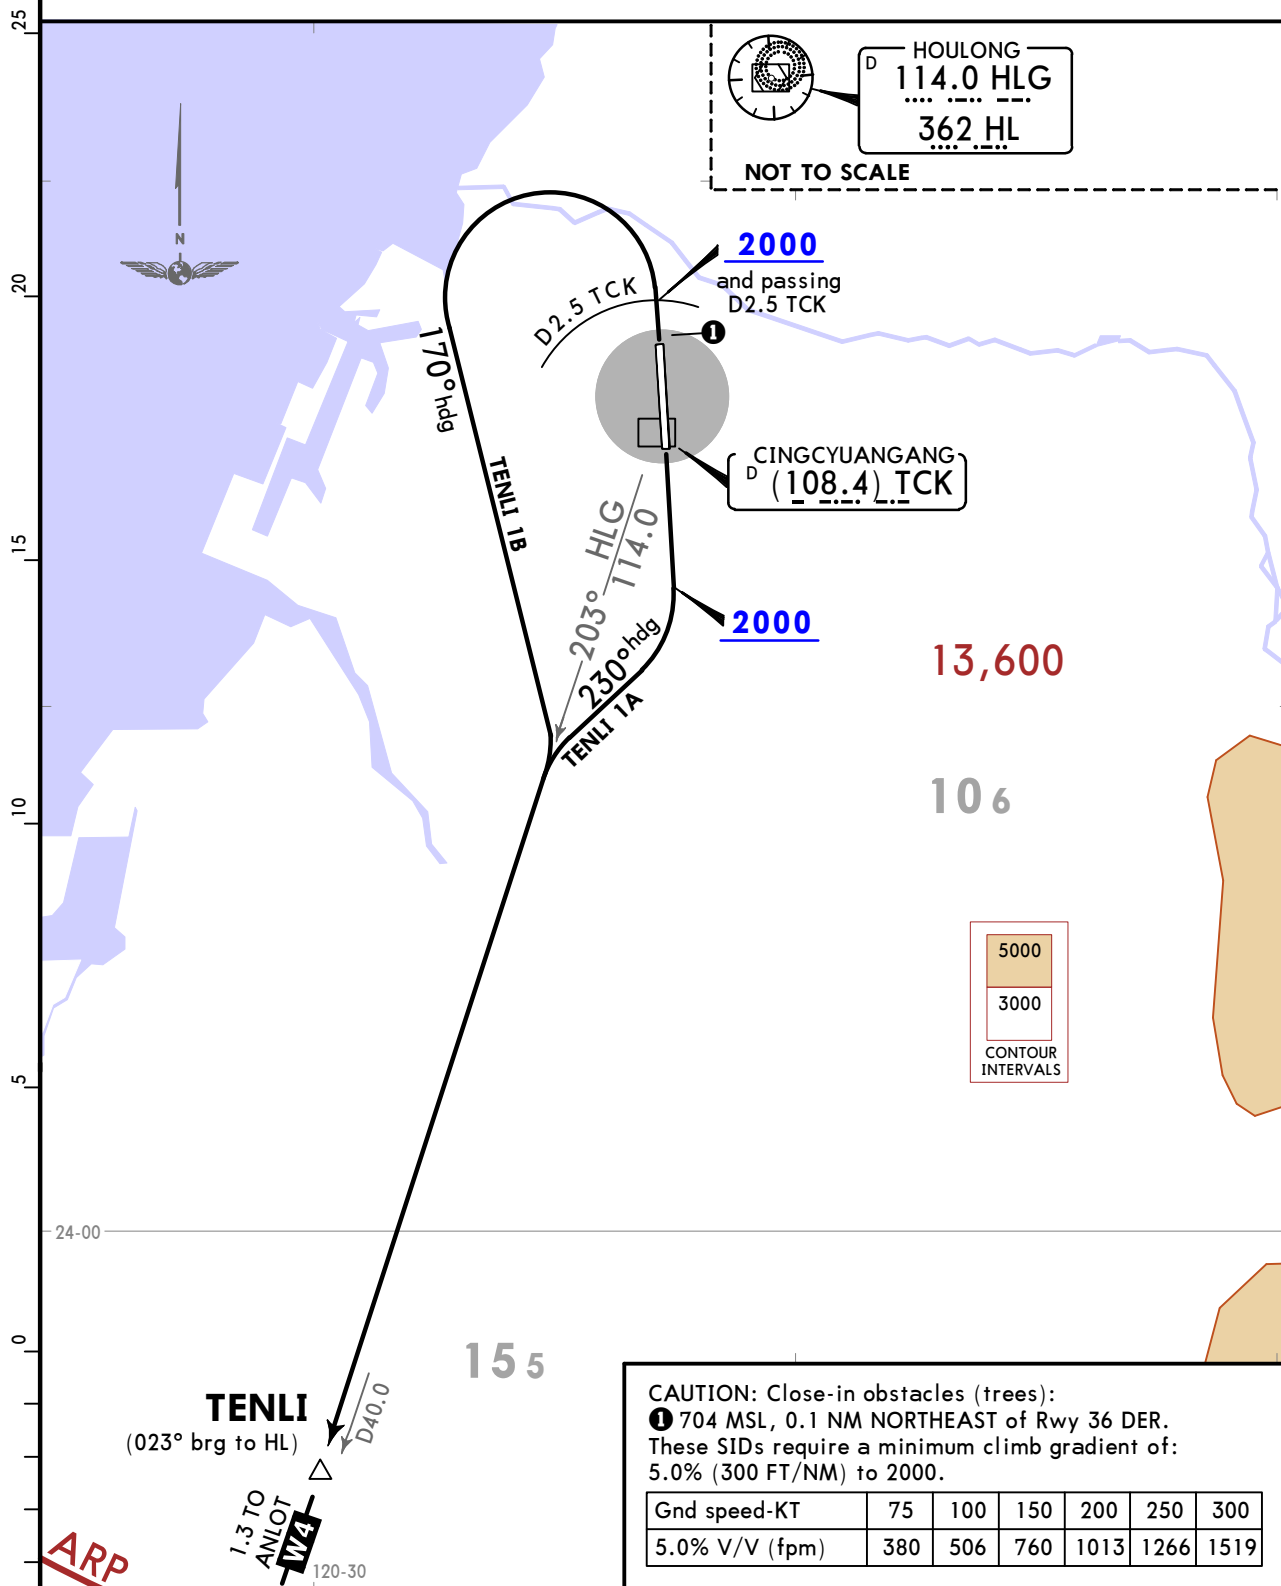 25
20
15
10
5
0
N
HOULONG
D 114.0 HLG
362 HL
NOT TO SCALE
2000
and passing
D2.5 TCK
D2.5 TCK
1
170°hdg
TENLI 1B
CINGCYUANGANG
D (108.4) TCK
203° HLG
114.0
2000
230°hdg
TENLI 1A
13,600
10 6
5000
3000
CONTOUR
INTERVALS
24-00
15 5
TENLI
(023° brg to HL)
D40.0
1.3 TO
ANLOT
W4
ARP
120-30
CAUTION: Close-in obstacles (trees):
1 704 MSL, 0.1 NM NORTHEAST of Rwy 36 DER.
These SIDs require a minimum climb gradient of:
5.0% (300 FT/NM) to 2000.
Gnd speed-KT 75 100 150 200 250 300
5.0% V/V (fpm) 380 506 760 1013 1266 1519